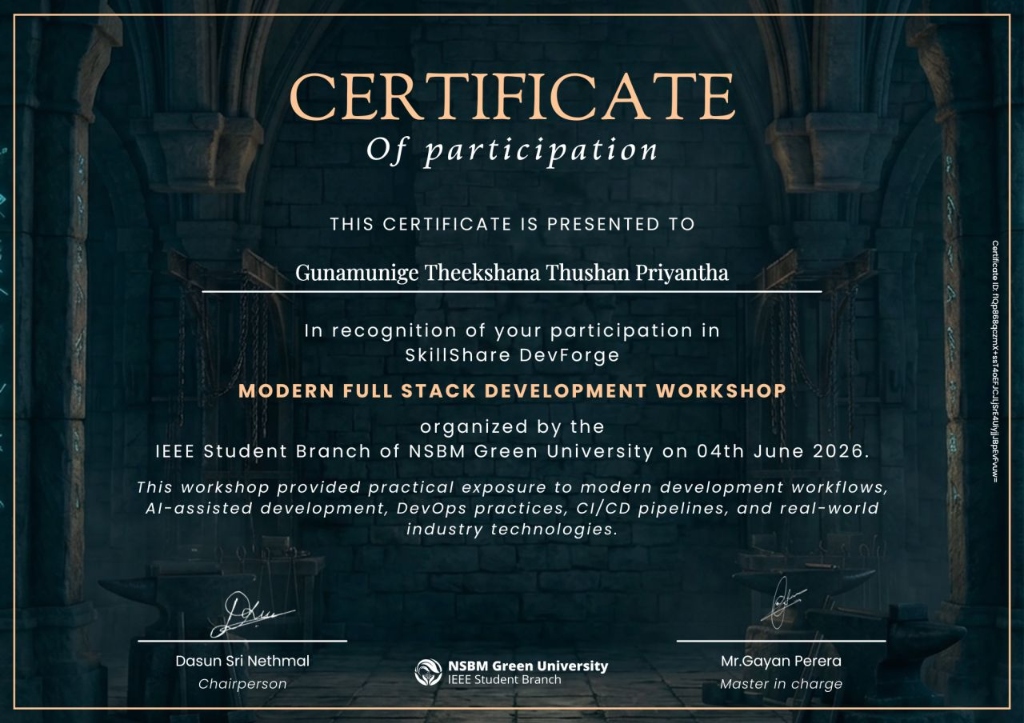 CERTIFICATE
Of participation
THIS CERTIFICATE IS PRESENTED TO
Gunamunige Theekshana Thushan Priyantha
In recognition of your participation in
SkillShare DevForge
MODERN FULL STACK DEVELOPMENT WORKSHOP
organized by the
IEEE Student Branch of NSBM Green University on 04th June 2026.
This workshop provided practical exposure to modern development workflows,
AI-assisted development, DevOps practices, CI/CD pipelines, and real-world
industry technologies.
Dasun Sri Nethmal
Chairperson
NSBM Green University
IEEE Student Branch
Mr.Gayan Perera
Master in charge
Certificate ID: